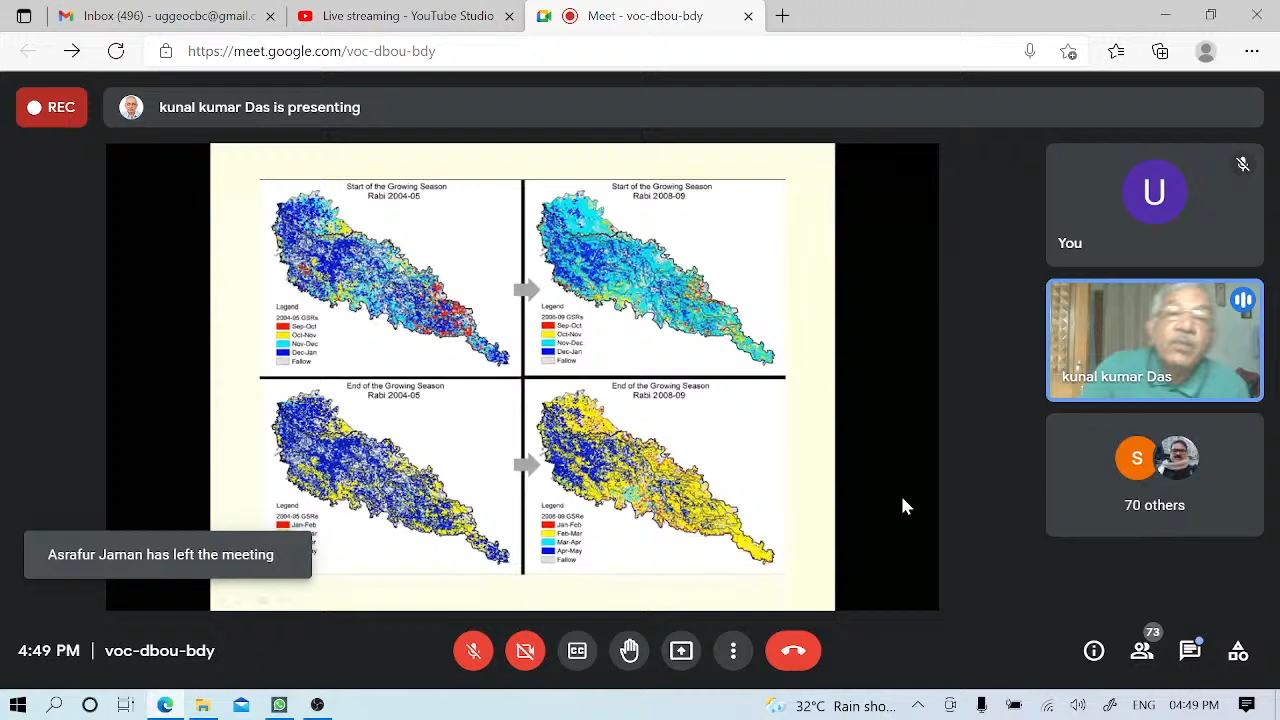 Inbox (496) - uggeobsu@gmail.c
Live streaming - YouTube Studio
Meet - voc-dbou-bdy
https://meet.google.com/voc-dbou-bdy
REC
kunal kumar Das is presenting
Start of the Growing Season
Rabi 2004-05
Legend
2004-05 GSRs
Sep-Oct
Oct-Nov
Nov-Dec
Dec-Jan
Fallow
Start of the Growing Season
Rabi 2008-09
Legend
2008-09 GSRs
Sep-Oct
Oct-Nov
Nov-Dec
Dec-Jan
Fallow
End of the Growing Season
Rabi 2004-05
Legend
2004-05 GSRe
Jan-Feb
End of the Growing Season
Rabi 2008-09
Legend
2008-09 GSRe
Jan-Feb
Feb-Mar
Mar-Apr
Apr-May
Fallow
U
You
kunal kumar Das
S
70 others
Asrafur Jaman has left the meeting
4:49 PM | voc-dbou-bdy
CC
73
32°C Rain sho...
ENG
04:49 PM